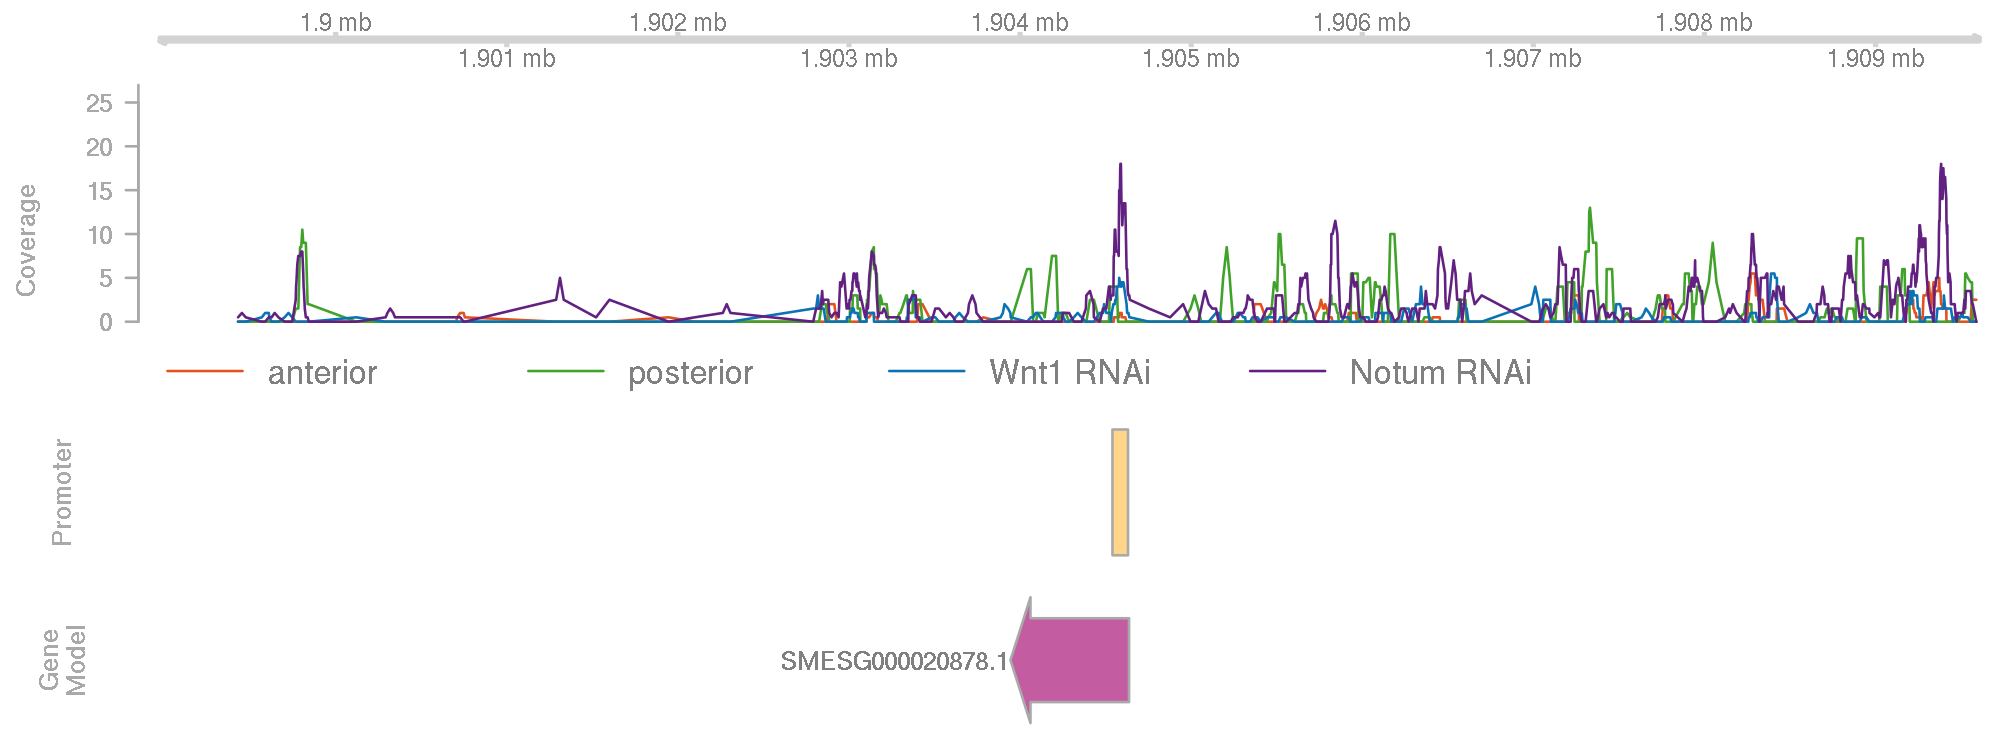 1.9 mb 1.902 mb 1.904 mb 1.906 mb 1.908 mb
1.901 mb 1.903 mb 1.905 mb 1.907 mb 1.909 mb
25
20
15
10
5
0
Coverage
anterior posterior Wnt1 RNAi Notum RNAi
Promoter
Gene
Model
SMESG000020878.1